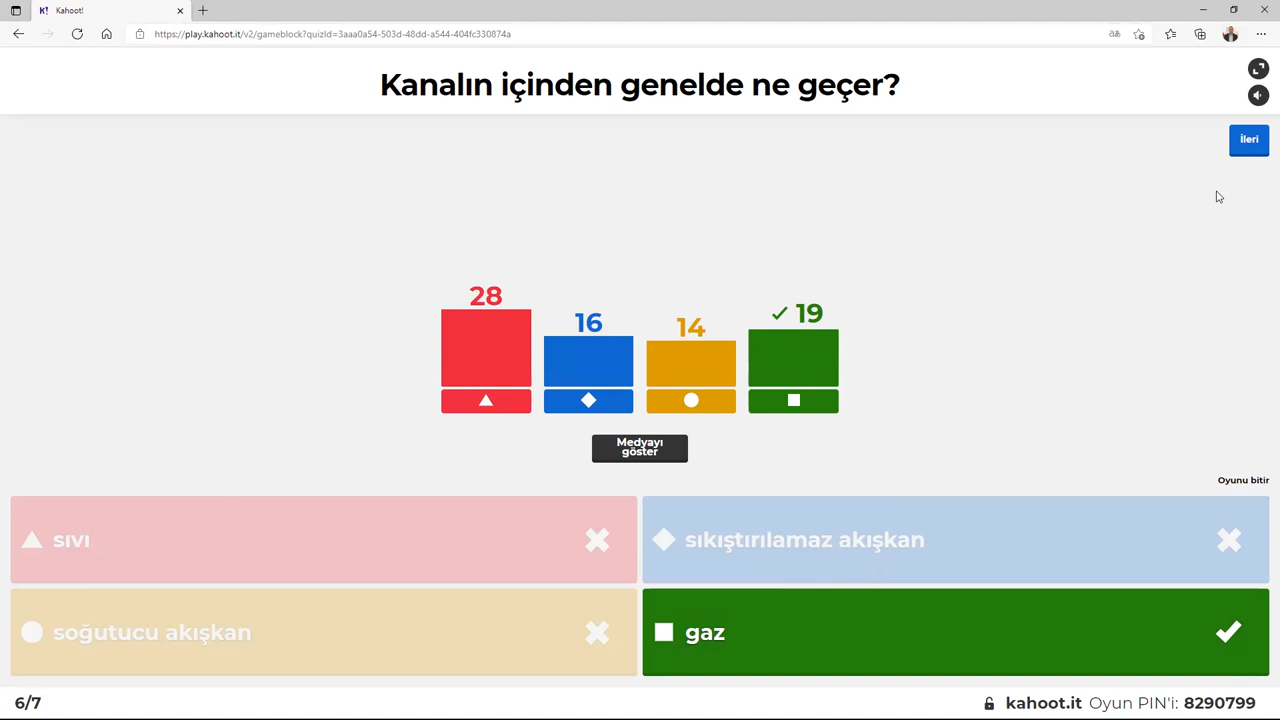 Kahoot!
https://play.kahoot.it/v2/gameblock?quizId=3aaa0a54-503d-48dd-a544-404fc330874a
Kanalın içinden genelde ne geçer?
İleri
28
16
14
19
Medyayı
göster
Oyunu bitir
sıvı
sıkıştırılamaz akışkan
soğutucu akışkan
gaz
6/7
kahoot.it Oyun PIN'i: 8290799